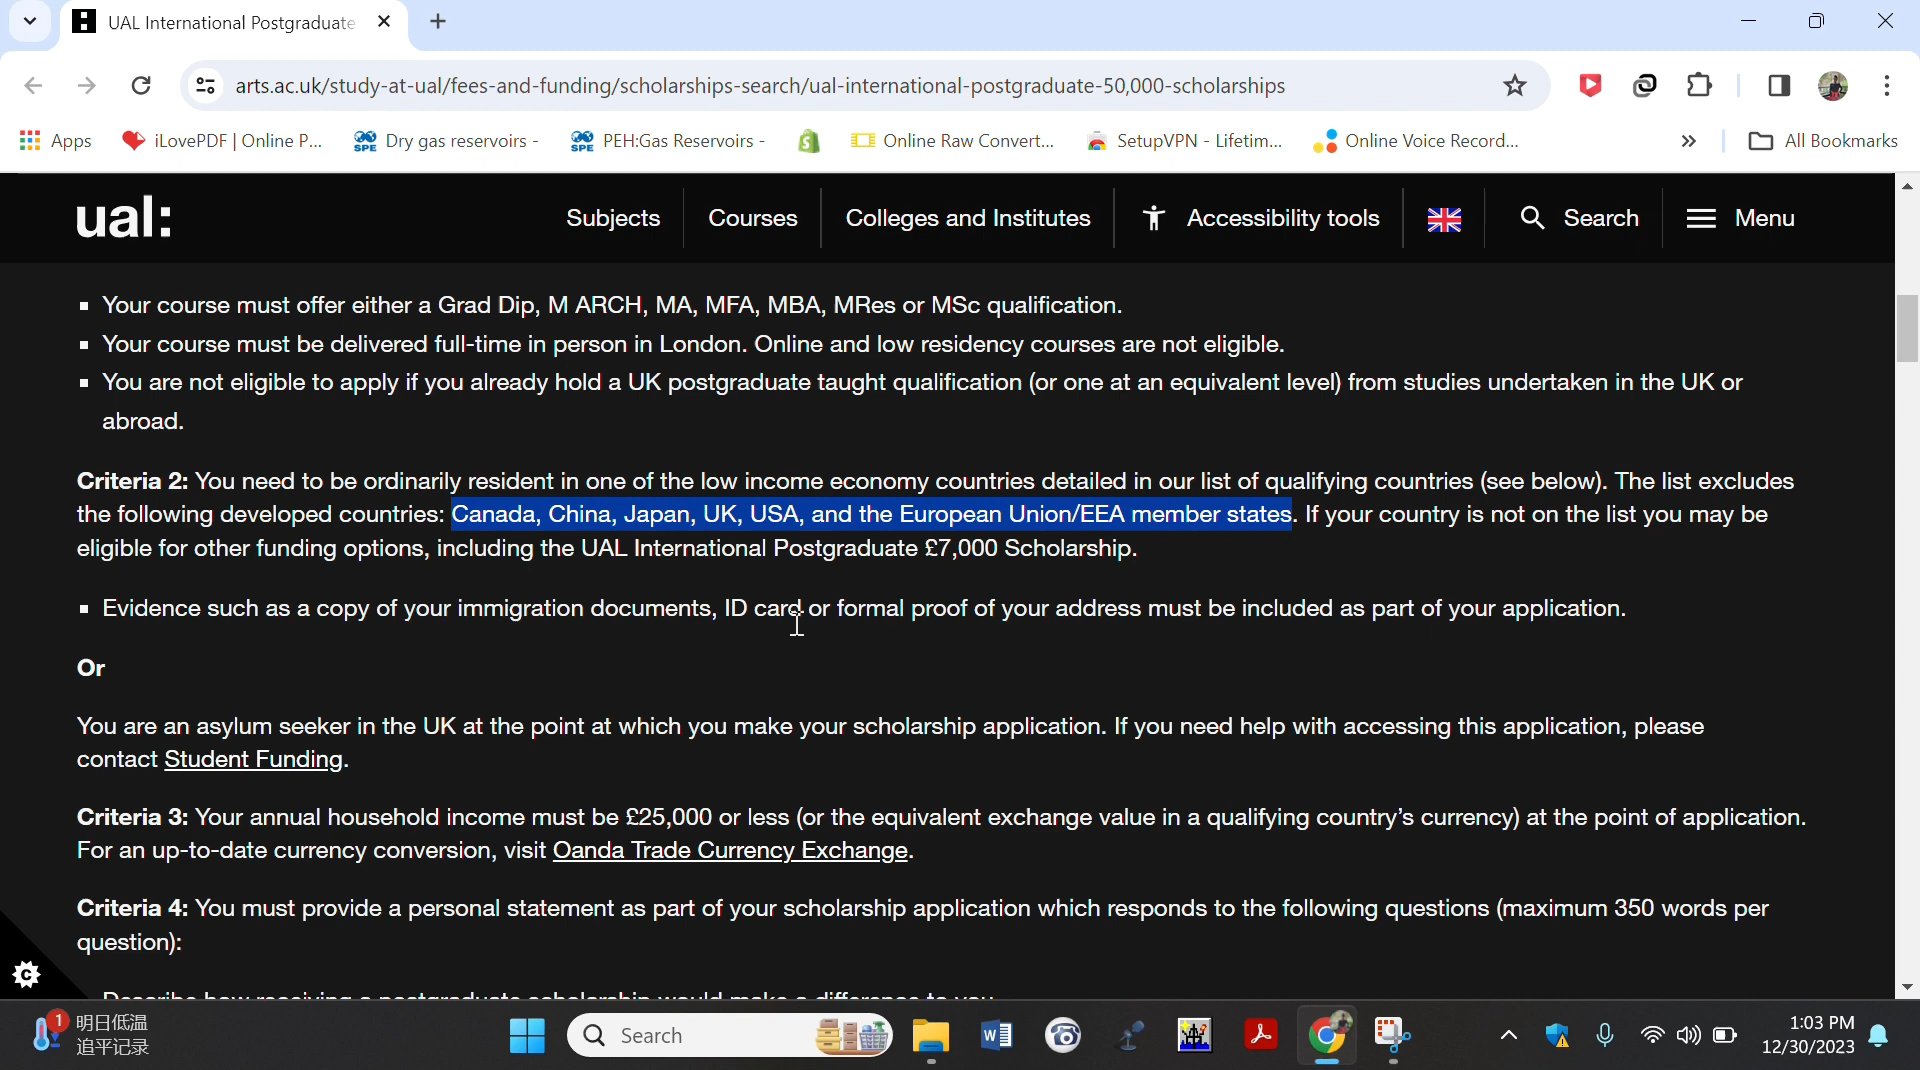 UAL International Postgraduate
arts.ac.uk/study-at-ual/fees-and-funding/scholarships-search/ual-international-postgraduate-50,000-scholarships
Apps
iLovePDF | Online P...
SPE
Dry gas reservoirs -
SPE
PEH:Gas Reservoirs -
Online Raw Convert...
SetupVPN - Lifetim...
Online Voice Record...
»
All Bookmarks
ual:
Subjects
Courses
Colleges and Institutes
Accessibility tools
Search
Menu
▪ Your course must offer either a Grad Dip, M ARCH, MA, MFA, MBA, MRes or MSc qualification.
▪ Your course must be delivered full-time in person in London. Online and low residency courses are not eligible.
▪ You are not eligible to apply if you already hold a UK postgraduate taught qualification (or one at an equivalent level) from studies undertaken in the UK or
abroad.
Criteria 2: You need to be ordinarily resident in one of the low income economy countries detailed in our list of qualifying countries (see below). The list excludes
the following developed countries: Canada, China, Japan, UK, USA, and the European Union/EEA member states. If your country is not on the list you may be
eligible for other funding options, including the UAL International Postgraduate £7,000 Scholarship.
▪ Evidence such as a copy of your immigration documents, ID card or formal proof of your address must be included as part of your application.
Or
You are an asylum seeker in the UK at the point at which you make your scholarship application. If you need help with accessing this application, please
contact Student Funding.
Criteria 3: Your annual household income must be £25,000 or less (or the equivalent exchange value in a qualifying country's currency) at the point of application.
For an up-to-date currency conversion, visit Oanda Trade Currency Exchange.
Criteria 4: You must provide a personal statement as part of your scholarship application which responds to the following questions (maximum 350 words per
question):
Describe how receiving a postgraduate scholarship would make a difference to you
C
1
明日低温
追平记录
Search
W
1:03 PM
12/30/2023